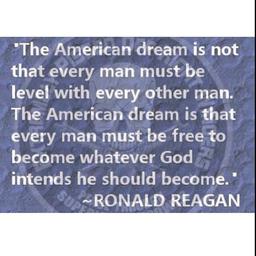 "The American dream is not
that every man must be
level with every other man.
The American dream is that
every man must be free to
become whatever God
intends he should become."
~RONALD REAGAN